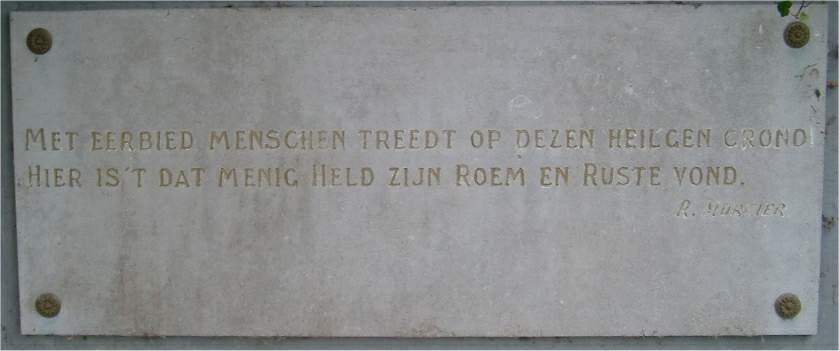 MET EERBIED MENSCHEN TREEDT OP DEZEN HEILGEN GROND
HIER IS'T DAT MENIG HELD ZIJN ROEM EN RUSTE VOND.
R.